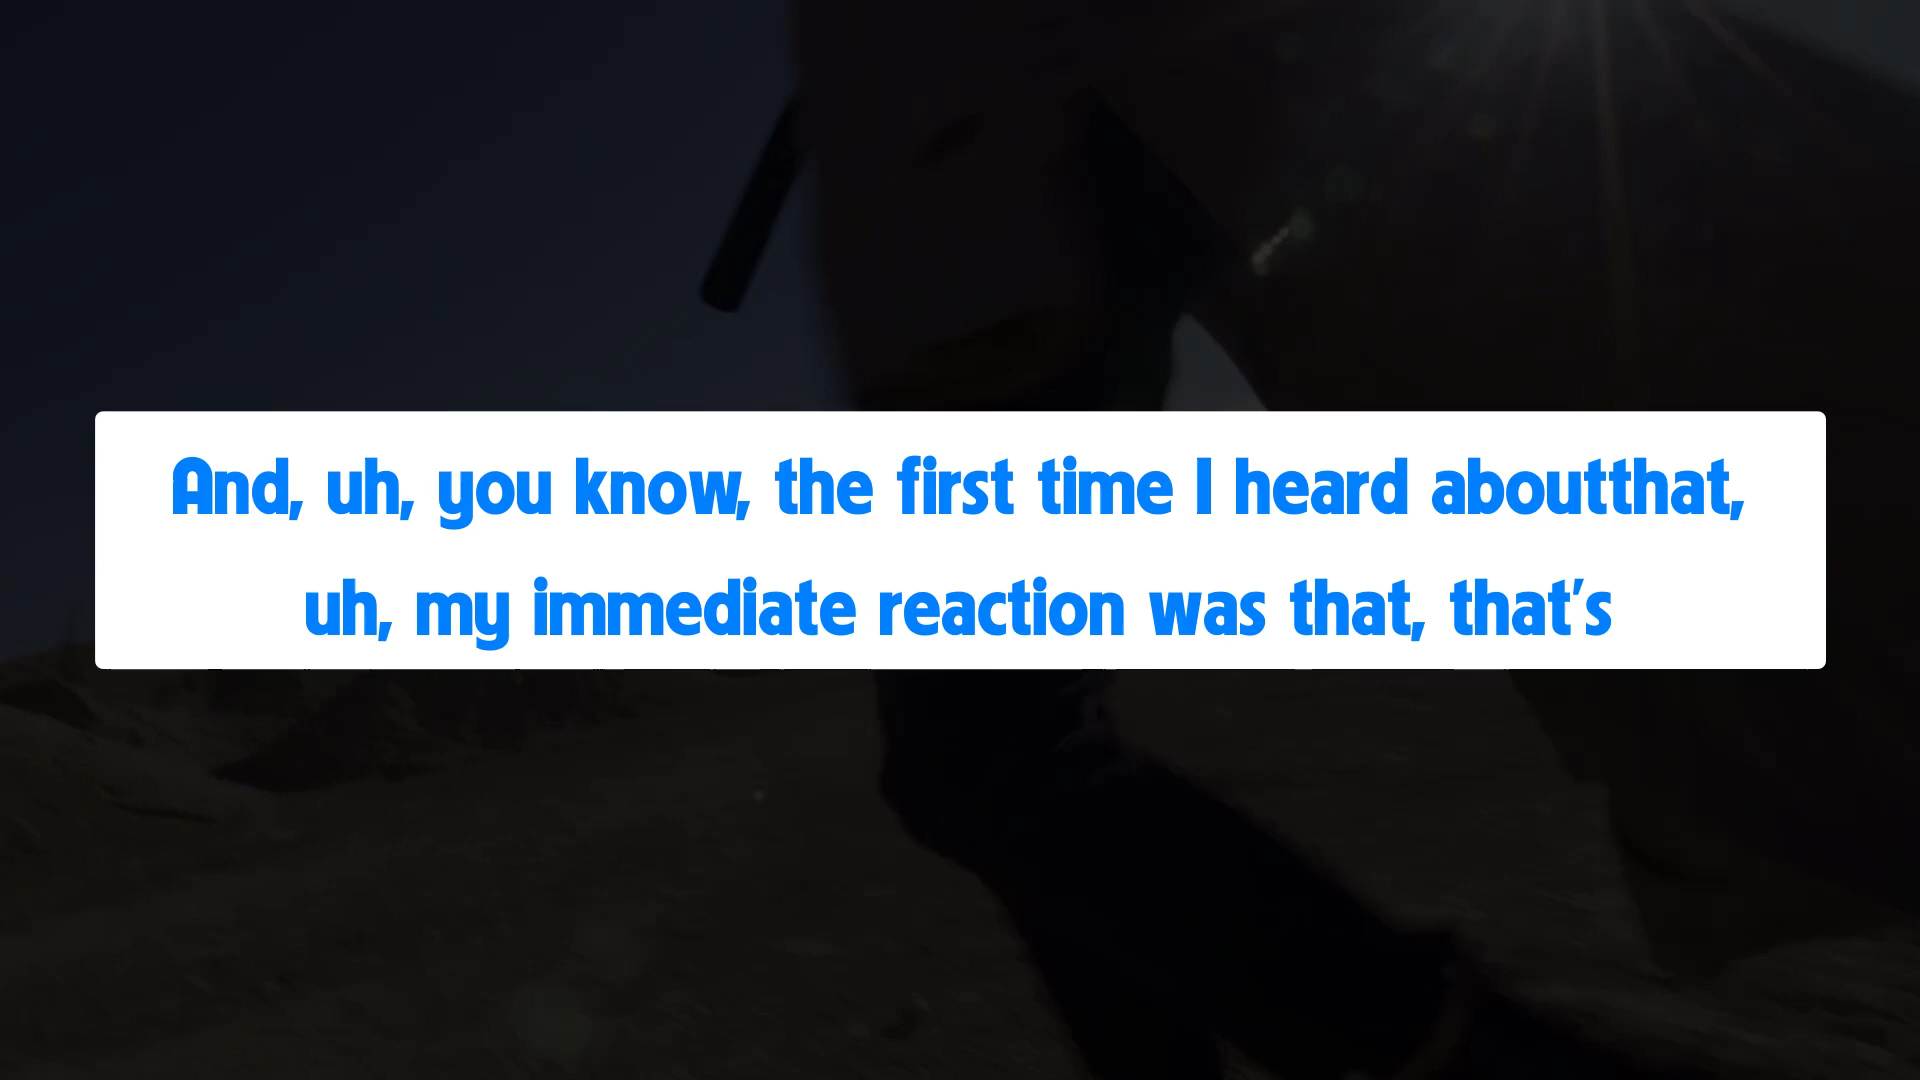 And, uh, you know, the first time I heard aboutthat,
uh, my immediate reaction was that, that's